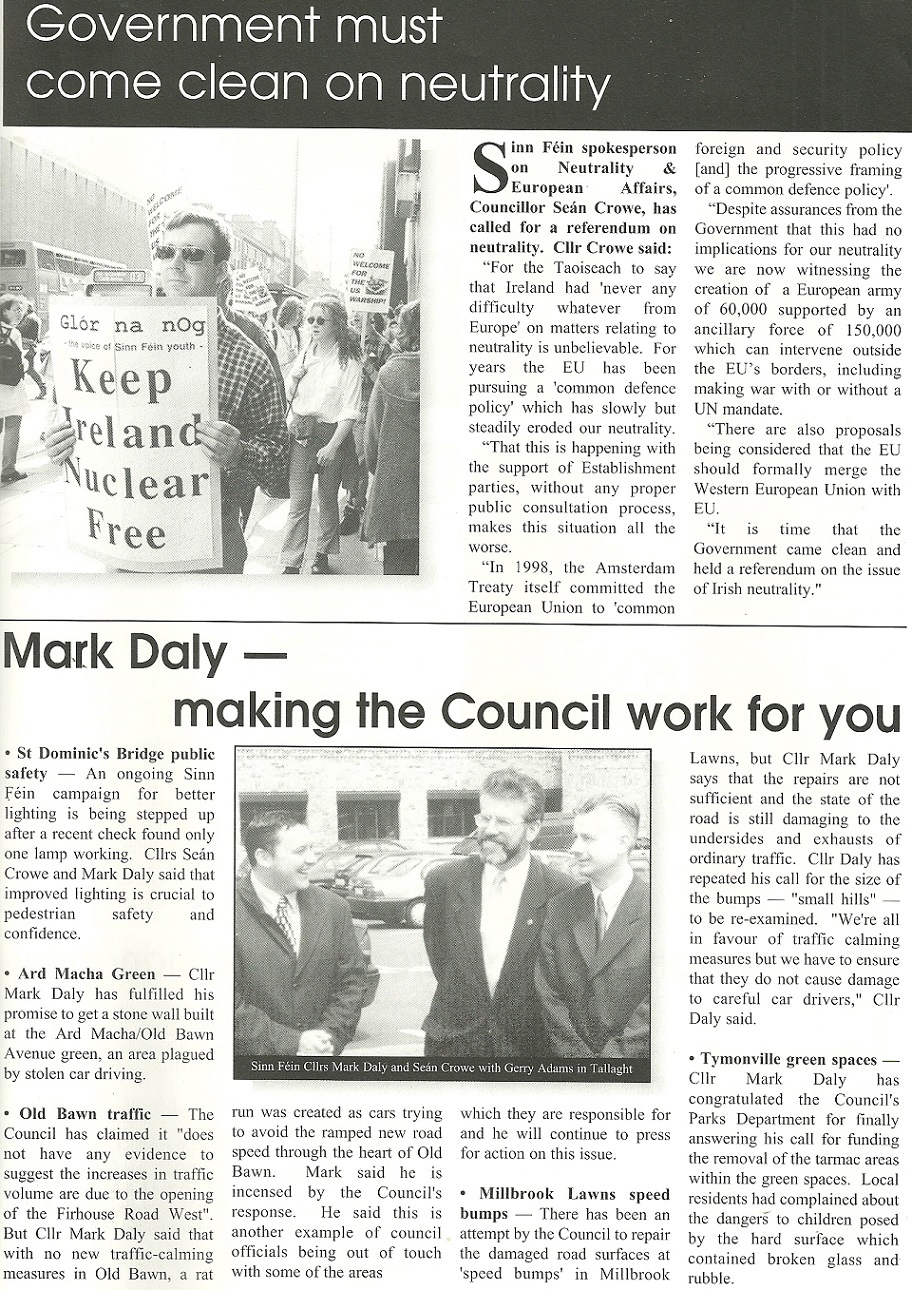 Government must
come clean on neutrality
NO
WELCOME
FOR
THE
US
NO
WELCOME
FOR
THE
US
WARSHIP!
Glór na nÓg
- the voice of Sinn Féin youth -
Keep
Ireland
Nuclear
Free
Sinn Féin spokesperson
on Neutrality &
European Affairs,
Councillor Seán Crowe, has
called for a referendum on
neutrality. Cllr Crowe said:
“For the Taoiseach to say
that Ireland had 'never any
difficulty whatever from
Europe' on matters relating to
neutrality is unbelievable. For
years the EU has been
pursuing a 'common defence
policy' which has slowly but
steadily eroded our neutrality.
“That this is happening with
the support of Establishment
parties, without any proper
public consultation process,
makes this situation all the
worse.
“In 1998, the Amsterdam
Treaty itself committed the
European Union to 'common
foreign and security policy
[and] the progressive framing
of a common defence policy'.
“Despite assurances from the
Government that this had no
implications for our neutrality
we are now witnessing the
creation of a European army
of 60,000 supported by an
ancillary force of 150,000
which can intervene outside
the EU’s borders, including
making war with or without a
UN mandate.
“There are also proposals
being considered that the EU
should formally merge the
Western European Union with
EU.
“It is time that the
Government came clean and
held a referendum on the issue
of Irish neutrality."
Mark Daly —
making the Council work for you
• St Dominic's Bridge public
safety — An ongoing Sinn
Féin campaign for better
lighting is being stepped up
after a recent check found only
one lamp working. Cllrs Seán
Crowe and Mark Daly said that
improved lighting is crucial to
pedestrian safety and
confidence.
• Ard Macha Green — Cllr
Mark Daly has fulfilled his
promise to get a stone wall built
at the Ard Macha/Old Bawn
Avenue green, an area plagued
by stolen car driving.
• Old Bawn traffic — The
Council has claimed it "does
not have any evidence to
suggest the increases in traffic
volume are due to the opening
of the Firhouse Road West".
But Cllr Mark Daly said that
with no new traffic-calming
measures in Old Bawn, a rat
Sinn Féin Cllrs Mark Daly and Seán Crowe with Gerry Adams in Tallaght
run was created as cars trying
to avoid the ramped new road
speed through the heart of Old
Bawn. Mark said he is
incensed by the Council's
response. He said this is
another example of council
officials being out of touch
with some of the areas
which they are responsible for
and he will continue to press
for action on this issue.
• Millbrook Lawns speed
bumps — There has been an
attempt by the Council to repair
the damaged road surfaces at
'speed bumps' in Millbrook
Lawns, but Cllr Mark Daly
says that the repairs are not
sufficient and the state of the
road is still damaging to the
undersides and exhausts of
ordinary traffic. Cllr Daly has
repeated his call for the size of
the bumps — "small hills" —
to be re-examined. "We're all
in favour of traffic calming
measures but we have to ensure
that they do not cause damage
to careful car drivers," Cllr
Daly said.
• Tymonville green spaces —
Cllr Mark Daly has
congratulated the Council's
Parks Department for finally
answering his call for funding
the removal of the tarmac areas
within the green spaces. Local
residents had complained about
the dangers to children posed
by the hard surface which
contained broken glass and
rubble.